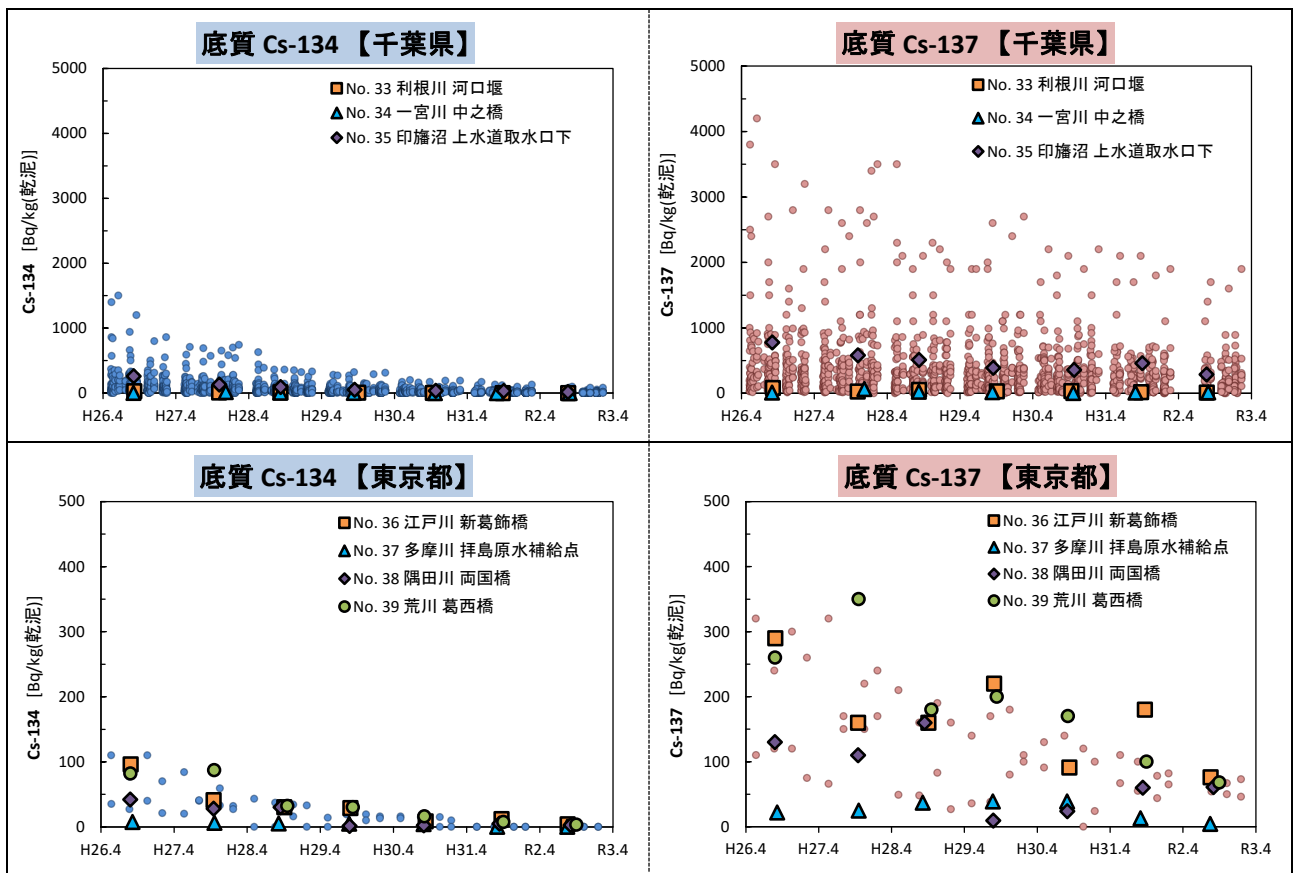 底質 Cs-134 【千葉県】
5000
4000
3000
2000
1000
0
Cs-134 [Bq/kg(乾泥)]
No. 33 利根川 河口堰
No. 34 一宮川 中之橋
No. 35 印旛沼 上水道取水口下
H26.4 H27.4 H28.4 H29.4 H30.4 H31.4 R2.4 R3.4
底質 Cs-137 【千葉県】
5000
4000
3000
2000
1000
0
Cs-137 [Bq/kg(乾泥)]
No. 33 利根川 河口堰
No. 34 一宮川 中之橋
No. 35 印旛沼 上水道取水口下
H26.4 H27.4 H28.4 H29.4 H30.4 H31.4 R2.4 R3.4
底質 Cs-134 【東京都】
500
400
300
200
100
0
Cs-134 [Bq/kg(乾泥)]
No. 36 江戸川 新葛飾橋
No. 37 多摩川 拝島原水補給点
No. 38 隅田川 両国橋
No. 39 荒川 葛西橋
H26.4 H27.4 H28.4 H29.4 H30.4 H31.4 R2.4 R3.4
底質 Cs-137 【東京都】
500
400
300
200
100
0
Cs-137 [Bq/kg(乾泥)]
No. 36 江戸川 新葛飾橋
No. 37 多摩川 拝島原水補給点
No. 38 隅田川 両国橋
No. 39 荒川 葛西橋
H26.4 H27.4 H28.4 H29.4 H30.4 H31.4 R2.4 R3.4